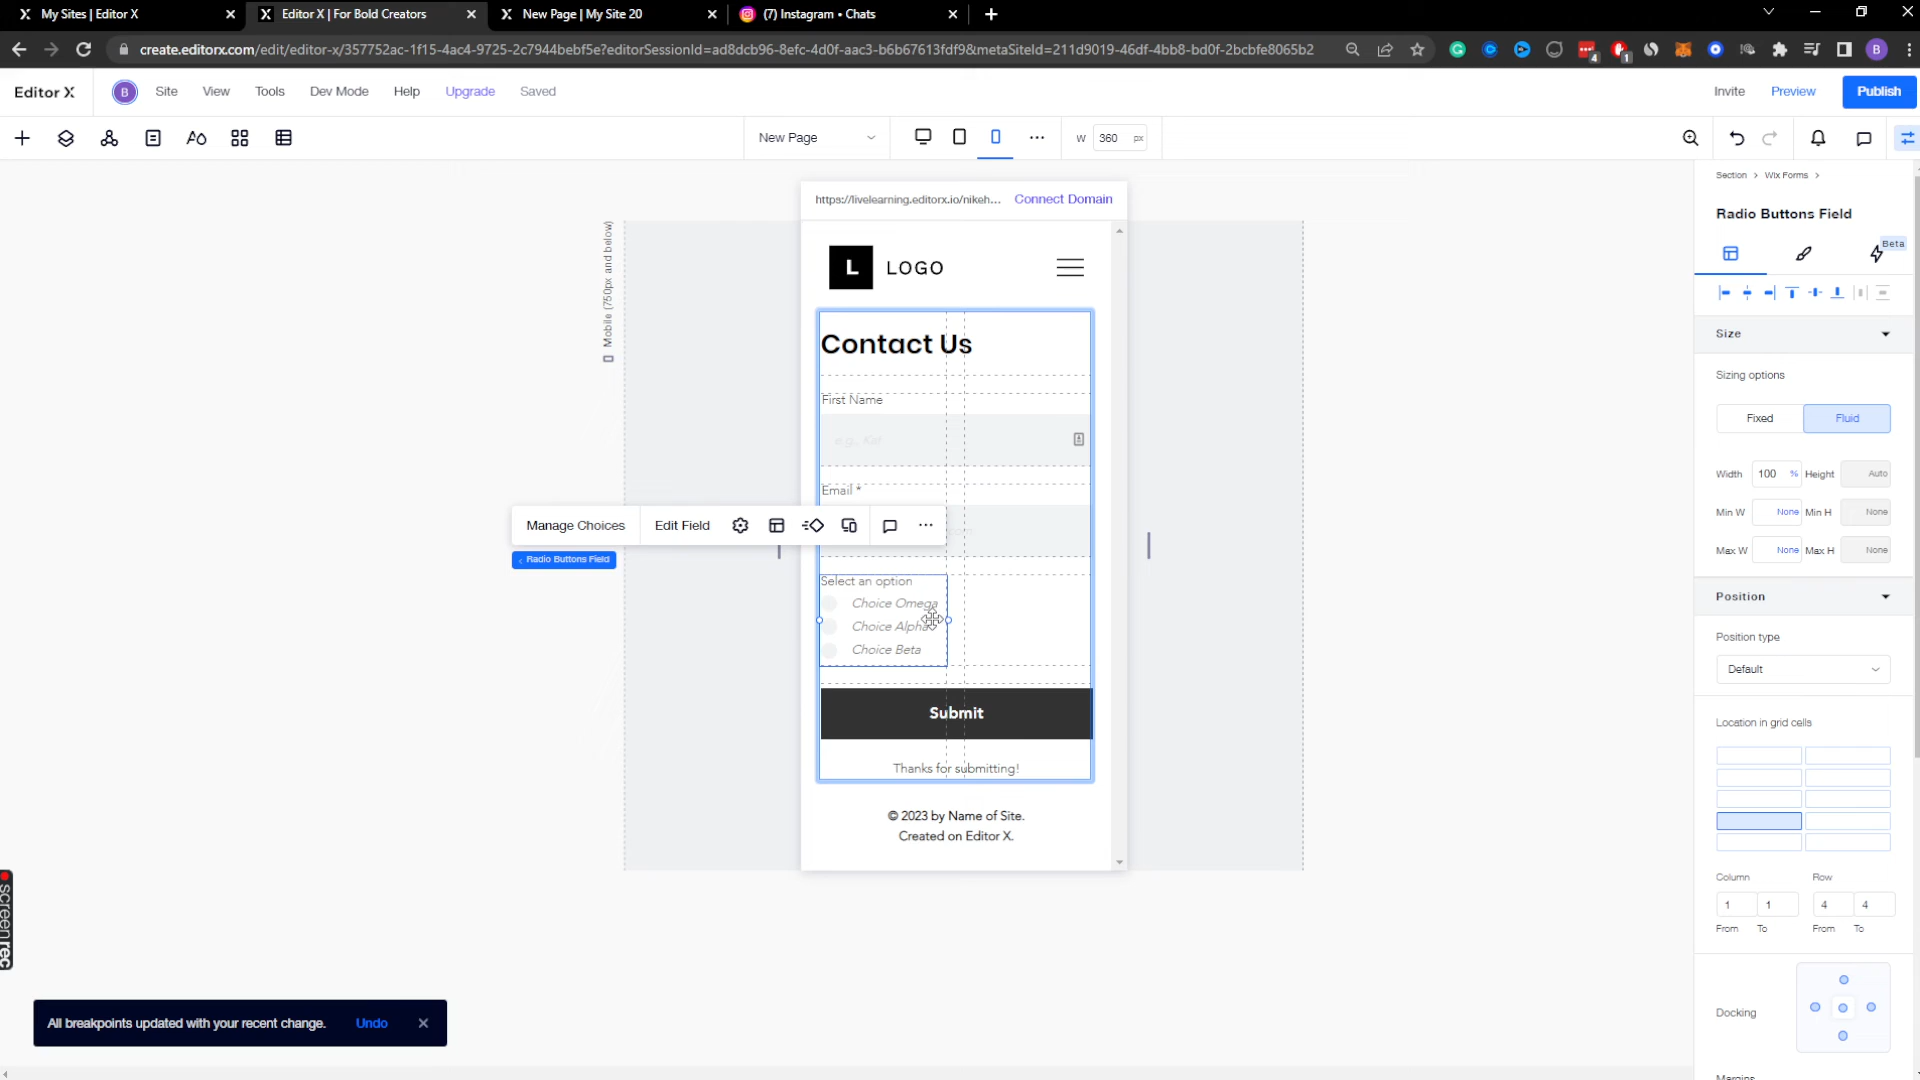 My Sites | Editor X
Editor X | For Bold Creators
New Page | My Site 20
(7) Instagram • Chats
create.editorx.com/edit/editor-x/357752ac-1f15-4ac4-9725-2c7944bebf5e?editorSessionId=ad8dcb96-8efc-4d0f-aac3-b6b67613fdf9&metaSiteId=211d9019-46df-4bb8-bd0f-2bcbfe8065b2
4
1
B
Editor X
B
Site
View
Tools
Dev Mode
Help
Upgrade
Saved
Invite
Preview
Publish
New Page
W
360
px
https://livelearning.editorx.io/nikeh...
Connect Domain
Mobile (750px and below)
L
LOGO
Contact Us
First Name
Email *
Manage Choices
Edit Field
Radio Buttons Field
Select an option
Choice Omega
Choice Alpha
Choice Beta
Submit
Thanks for submitting!
© 2023 by Name of Site.
Created on Editor X.
Section > Wix Forms >
Radio Buttons Field
Beta
Size
Sizing options
Fixed
Fluid
Width
100
%
Height
Auto
Min W
None
Min H
None
Max W
None
Max H
None
Position
Position type
Default
Location in grid cells
Column
Row
1
1
4
4
From
To
From
To
Docking
Margins
screenrec
All breakpoints updated with your recent change.
Undo